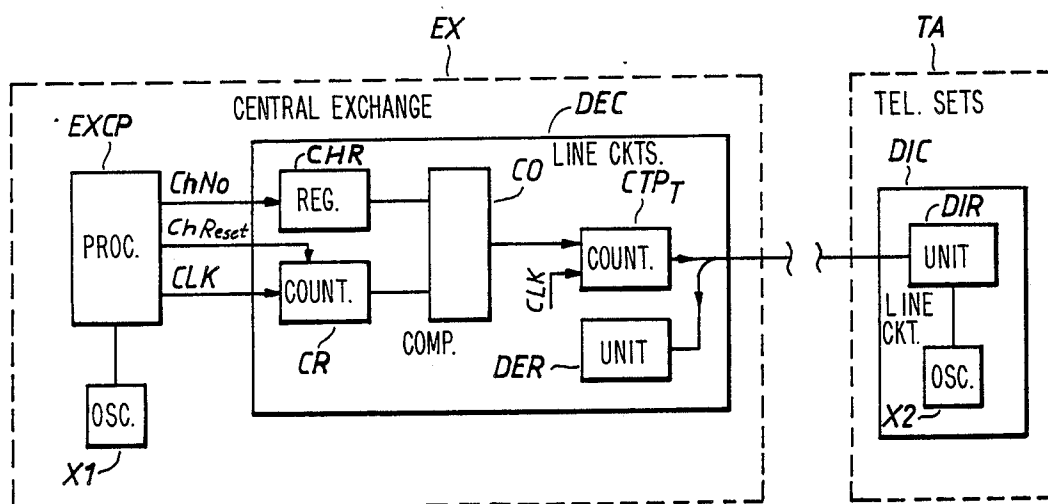 EX
TA
CENTRAL EXCHANGE
TEL. SETS
EXCP
DEC
LINE CKTS.
CHR
CO
CTP_T
DIC
DIR
ChNo
REG.
PROC.
ChReset
COUNT.
UNIT
CLK
COUNT.
CLK
LINE
CKT.
CR
COMP.
DER
UNIT
OSC.
OSC.
X2
X1